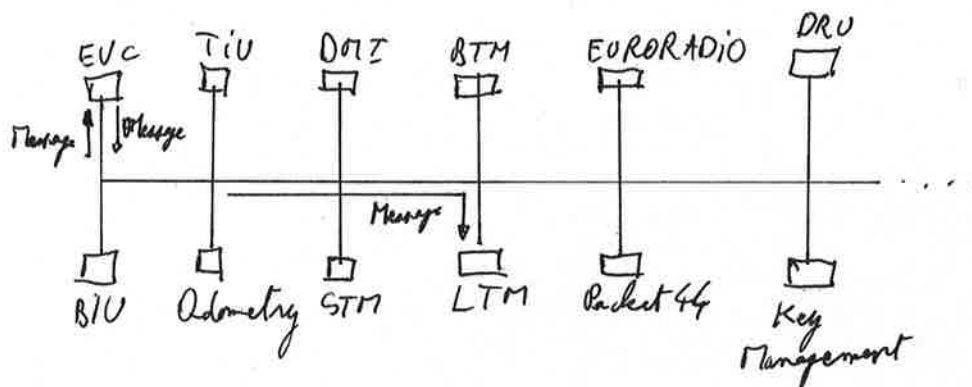 EVC TiU DMI BTM EURORADIO DRU
Message Message
Message
BIU Odometry STM LTM Packet 44 Key
Management